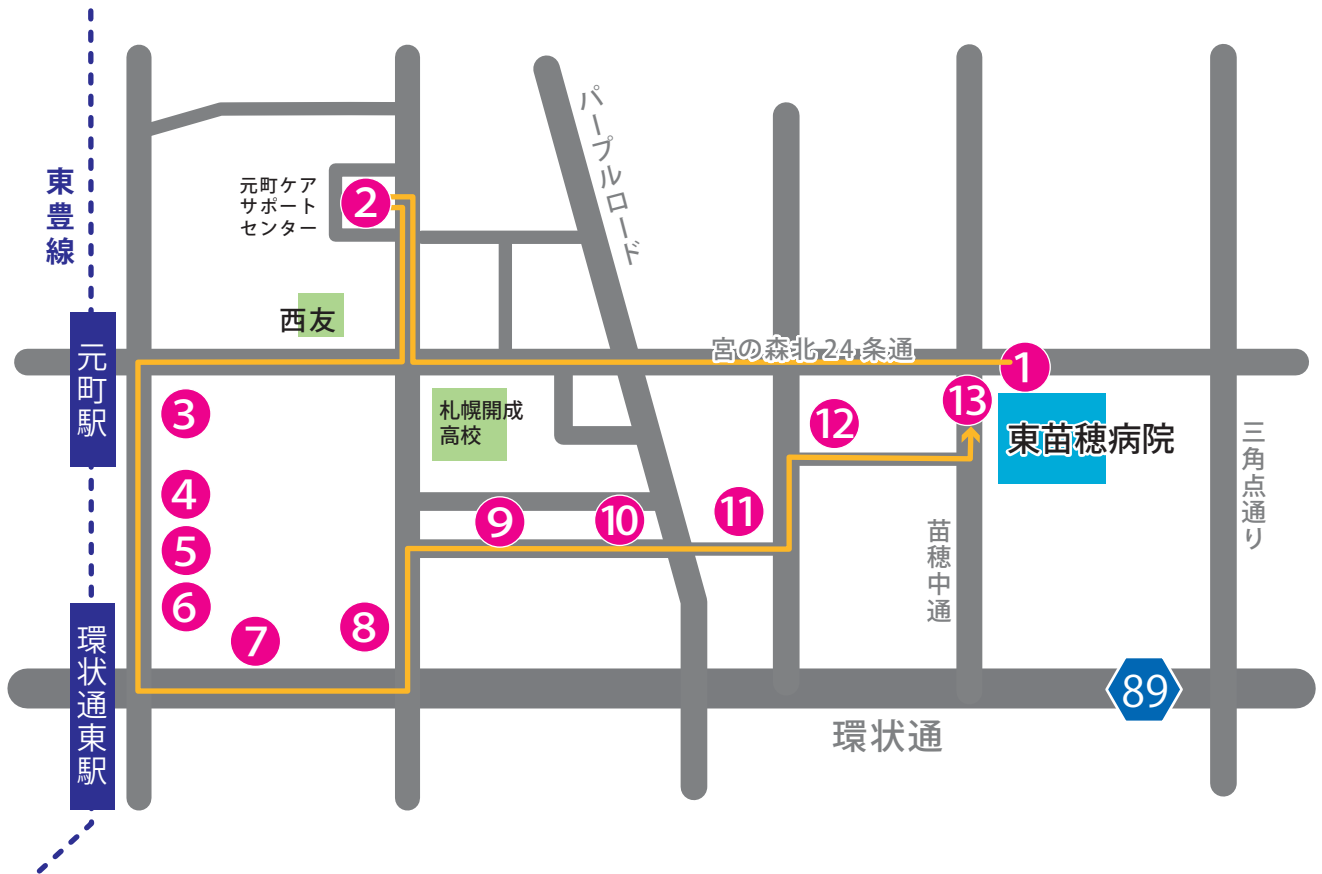 パープルロード
東豊線
元町ケア
サポート
センター
2
西友
宮の森北24条通
元町駅
1
3
札幌開成
高校
13
12
東苗穂病院
三角点通り
4
9
10
11
5
苗穂中通
6
7
8
環状通東駅
89
環状通